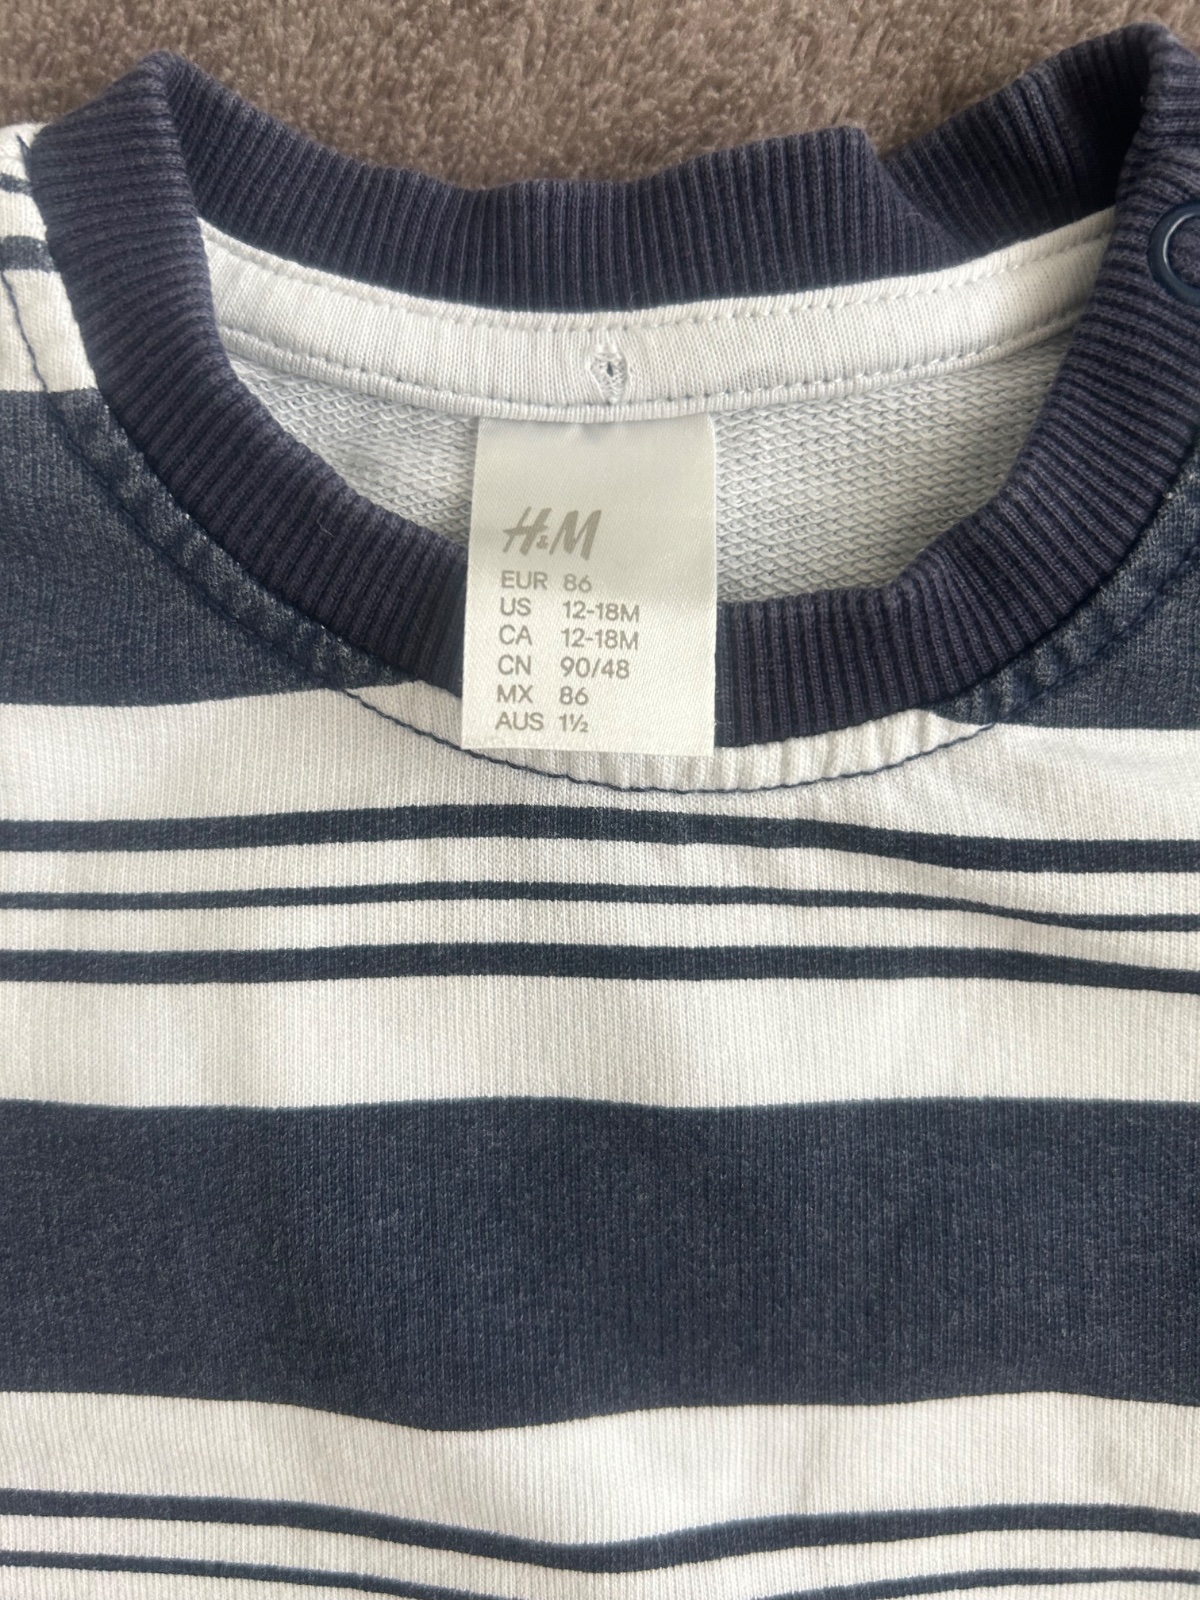 H&M
EUR 86
US 12-18M
CA 12-18M
CN 90/48
MX 86
AUS 1½